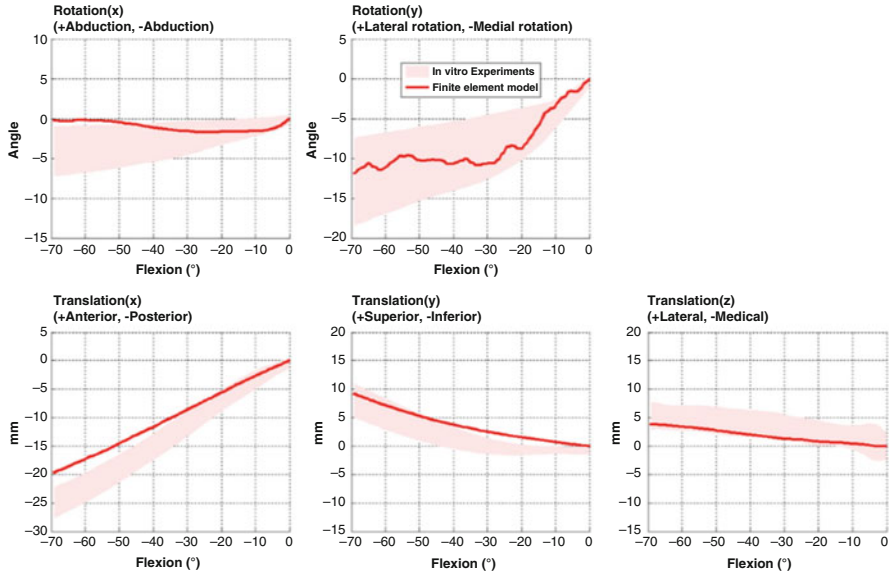 Rotation(x)
(+Abduction, -Abduction)
10
5
0
–5
–10
–15
Angle
–70 –60 –50 –40 –30 –20 –10 0
Flexion (°)
Rotation(y)
(+Lateral rotation, -Medial rotation)
5
0
–5
–10
–15
–20
Angle
In vitro Experiments
Finite element model
–70 –60 –50 –40 –30 –20 –10 0
Flexion (°)
Translation(x)
(+Anterior, -Posterior)
5
0
–5
–10
–15
–20
–25
–30
mm
–70 –60 –50 –40 –30 –20 –10 0
Flexion (°)
Translation(y)
(+Superior, -Inferior)
20
15
10
5
0
–5
–10
–15
mm
–70 –60 –50 –40 –30 –20 –10 0
Flexion (°)
Translation(z)
(+Lateral, -Medical)
20
15
10
5
0
–5
–10
–15
mm
–70 –60 –50 –40 –30 –20 –10 0
Flexion (°)